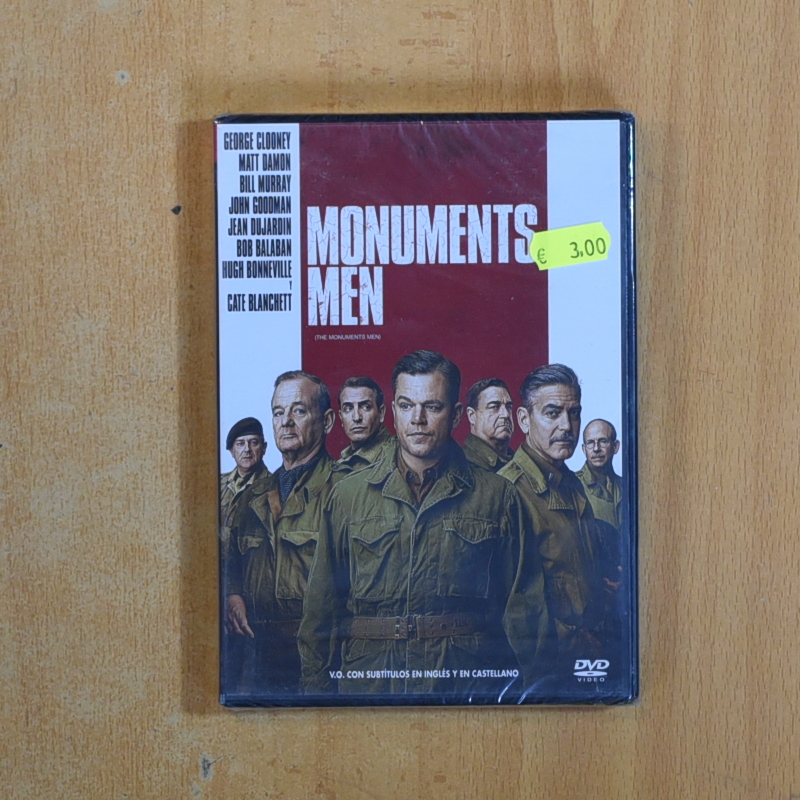 GEORGE CLOONEY
MATT DAMON
BILL MURRAY
JOHN GOODMAN
JEAN DUJARDIN
BOB BALABAN
HUGH BONNEVILLE
Y
CATE BLANCHETT
MONUMENTS
MEN
(THE MONUMENTS MEN)
€ 3,00
V.O. CON SUBTÍTULOS EN INGLÉS Y EN CASTELLANO
DVD
VIDEO